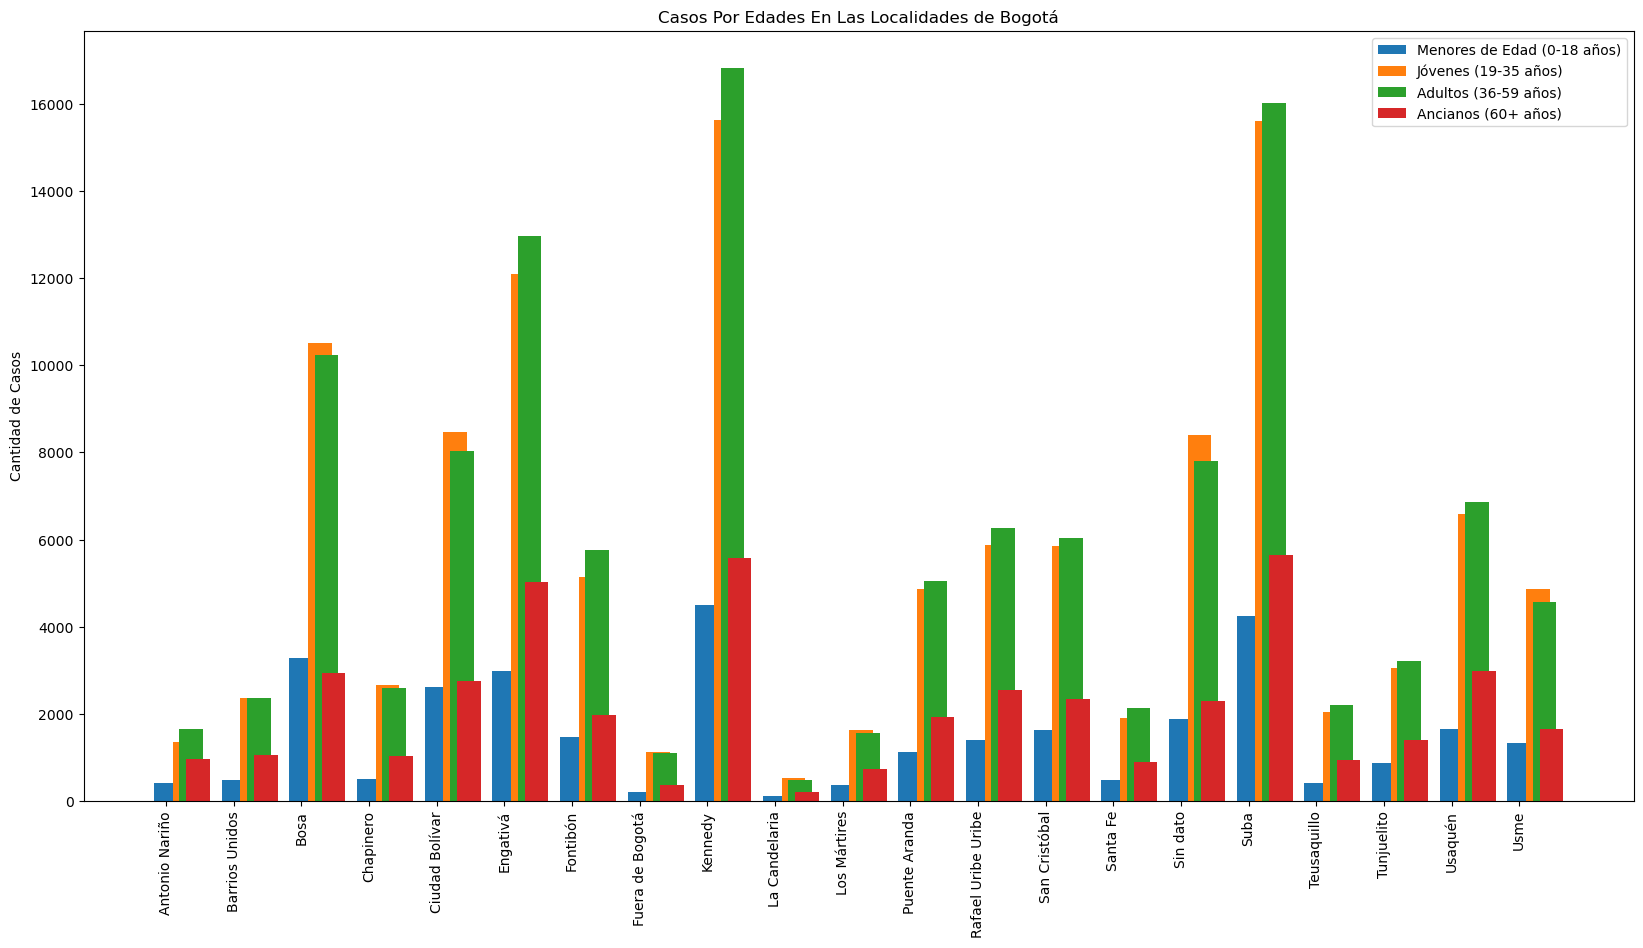 Casos Por Edades En Las Localidades de Bogotá
Menores de Edad (0-18 años)
Jóvenes (19-35 años)
Adultos (36-59 años)
Ancianos (60+ años)
Cantidad de Casos
16000
14000
12000
10000
8000
6000
4000
2000
0
Antonio Nariño
Barrios Unidos
Bosa
Chapinero
Ciudad Bolívar
Engativá
Fontibón
Fuera de Bogotá
Kennedy
La Candelaria
Los Mártires
Puente Aranda
Rafael Uribe Uribe
San Cristóbal
Santa Fe
Sin dato
Suba
Teusaquillo
Tunjuelito
Usaquén
Usme